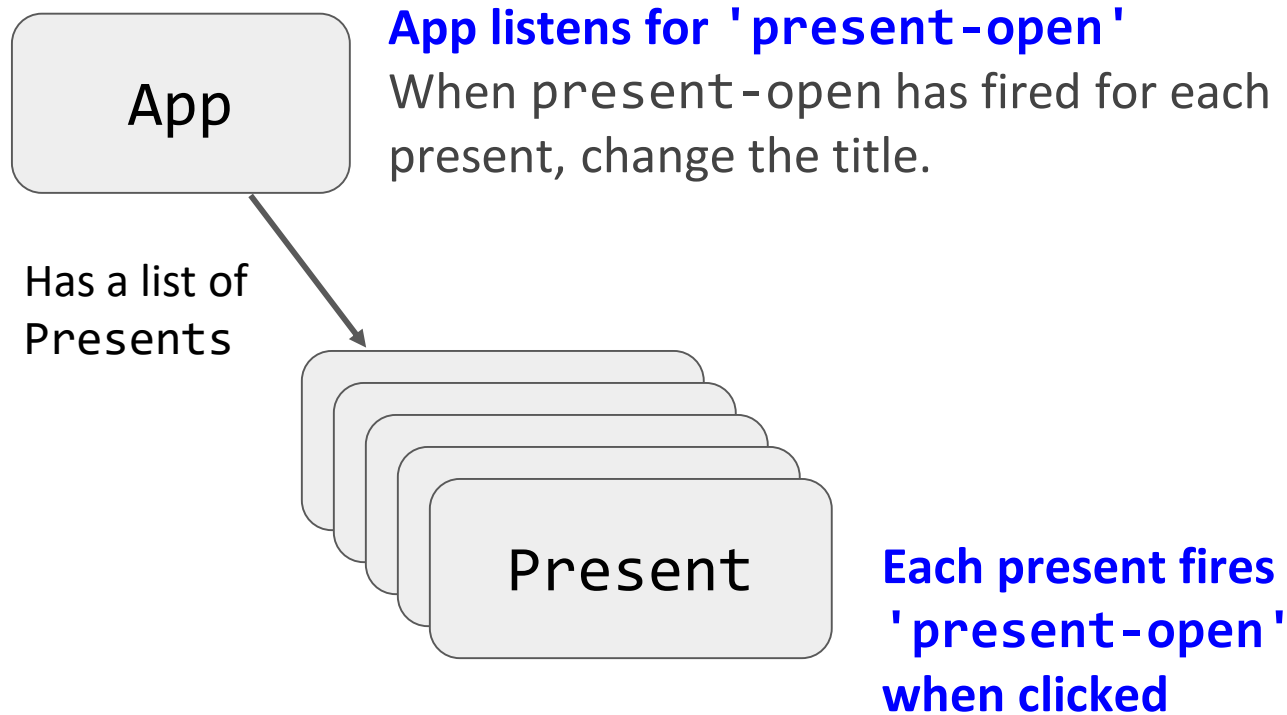 App listens for 'present-open'
When present-open has fired for each
present, change the title.
App
Has a list of
Presents
Present
Each present fires
'present-open'
when clicked